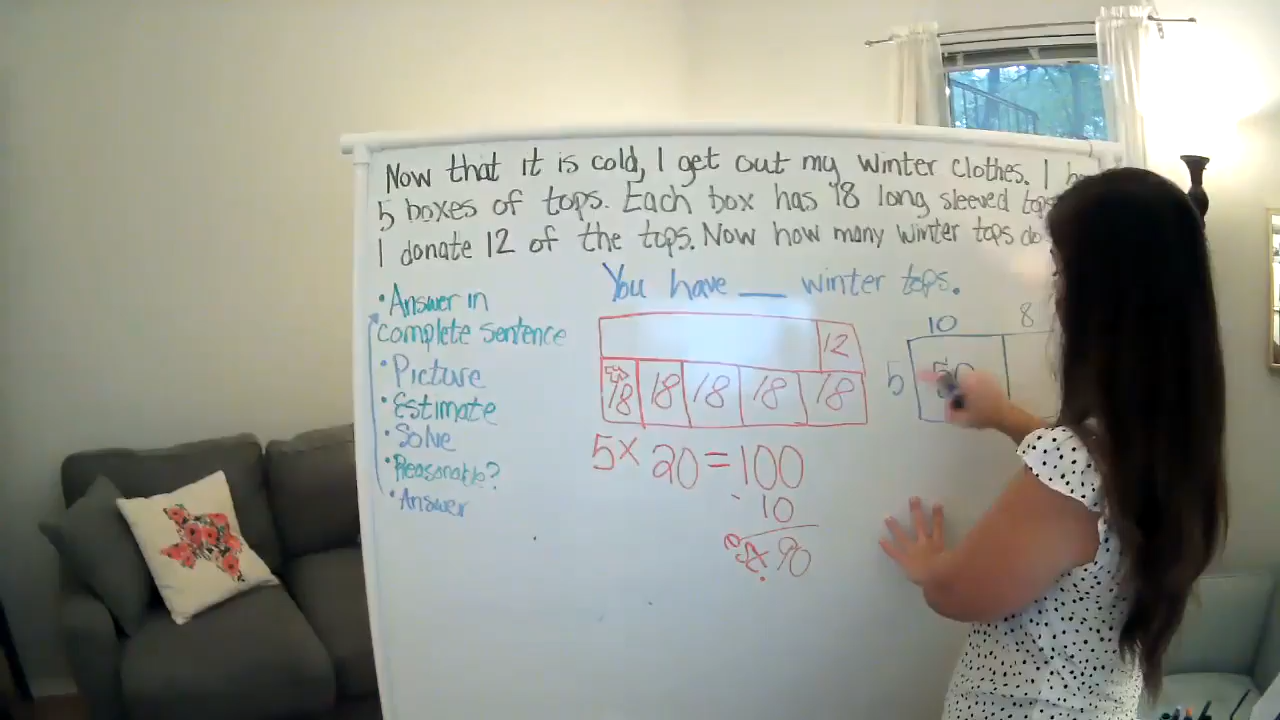 Now that it is cold, I get out my winter clothes. I
5 boxes of tops. Each box has 18 long sleeved tops
I donate 12 of the tops. Now how many winter tops do
You have ___ winter tops.
• Answer in
complete sentence
• Picture
• Estimate
• Solve
• Reasonable?
• Answer
12
18 18 18 18 18
5 × 20 = 100
- 10
90
10 8
5 50